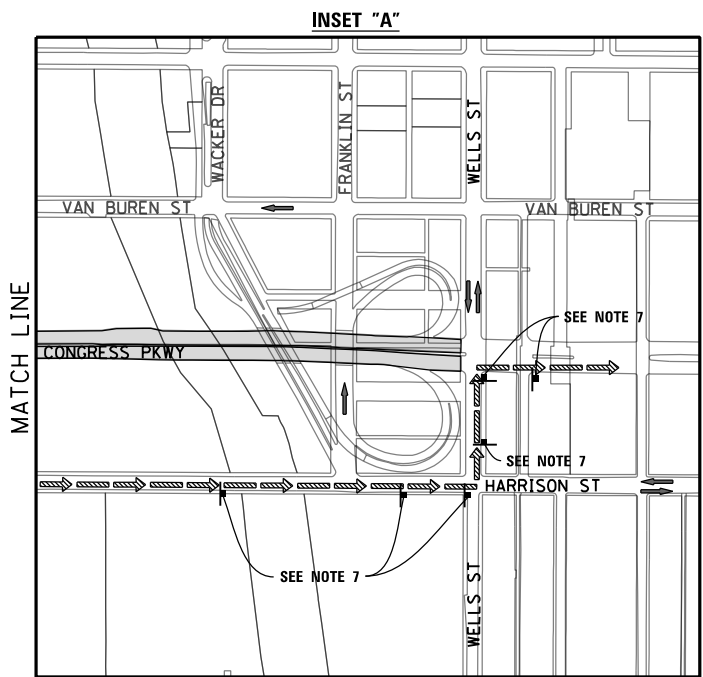 INSET "A"
WACKER DR
FRANKLIN ST
WELLS ST
VAN BUREN ST
VAN BUREN ST
MATCH LINE
SEE NOTE 7
CONGRESS PKWY
SEE NOTE 7
HARRISON ST
SEE NOTE 7
WELLS ST